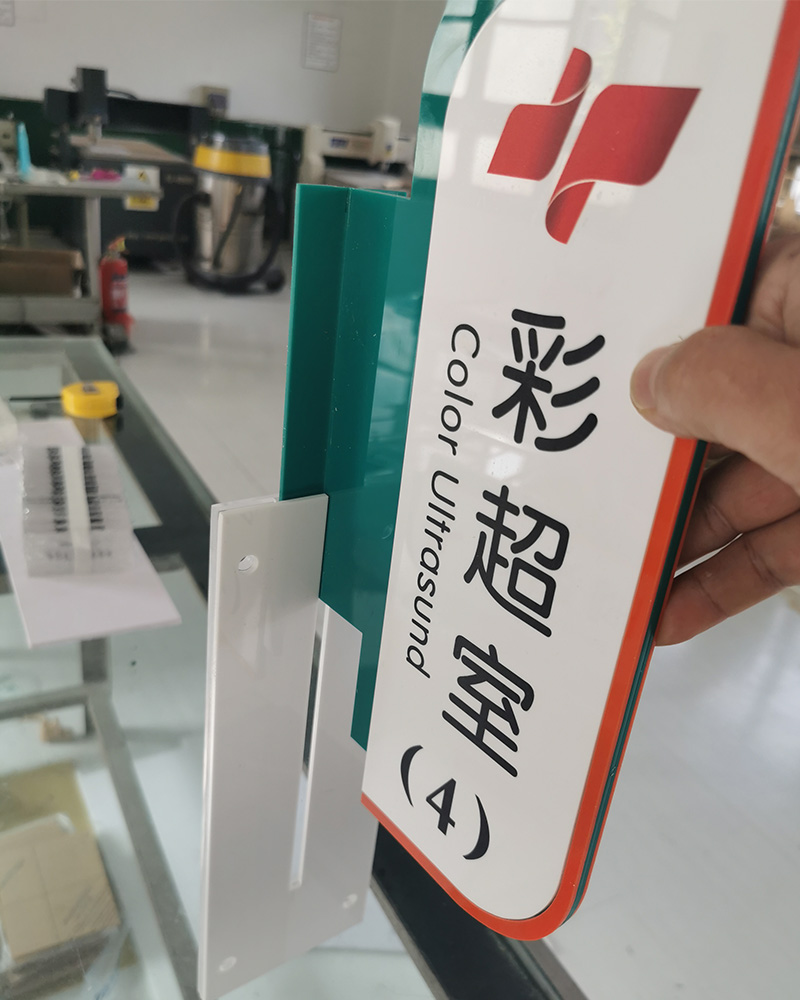 彩超室(4)
Color Ultrasund